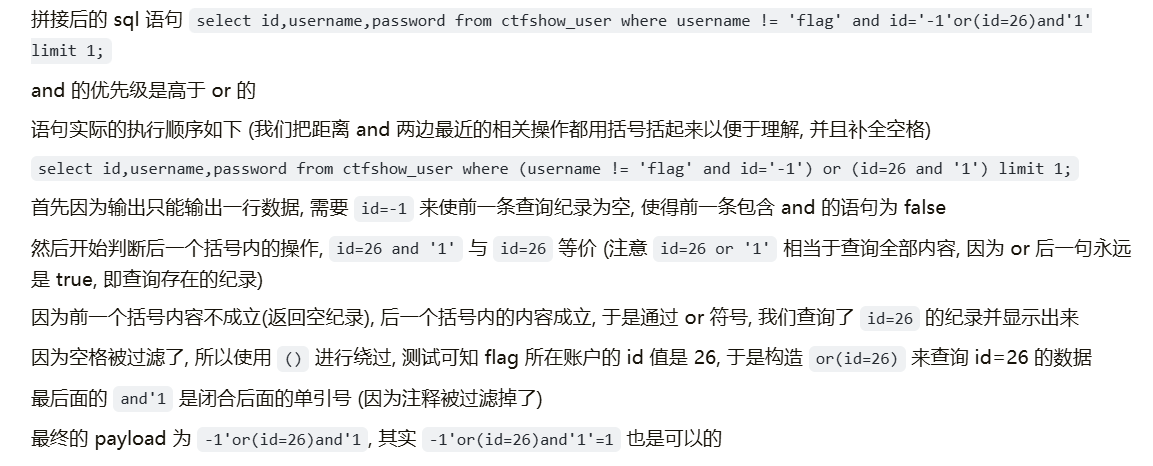 拼接后的 sql 语句 select id,username,password from ctfshow_user where username != 'flag' and id='-1'or(id=26)and'1'
limit 1;
and 的优先级是高于 or 的
语句实际的执行顺序如下 (我们把距离 and 两边最近的相关操作都用括号括起来以便于理解, 并且补全空格)
select id,username,password from ctfshow_user where (username != 'flag' and id='-1') or (id=26 and '1') limit 1;
首先因为输出只能输出一行数据, 需要 id=-1 来使前一条查询纪录为空, 使得前一条包含 and 的语句为 false
然后开始判断后一个括号内的操作, id=26 and '1' 与 id=26 等价 (注意 id=26 or '1' 相当于查询全部内容, 因为 or 后一句永远
是 true, 即查询存在的纪录)
因为前一个括号内容不成立(返回空纪录), 后一个括号内的内容成立, 于是通过 or 符号, 我们查询了 id=26 的纪录并显示出来
因为空格被过滤了, 所以使用 () 进行绕过, 测试可知 flag 所在账户的 id 值是 26, 于是构造 or(id=26) 来查询 id=26 的数据
最后面的 and'1 是闭合后面的单引号 (因为注释被过滤掉了)
最终的 payload 为 -1'or(id=26)and'1 , 其实 -1'or(id=26)and'1'=1 也是可以的